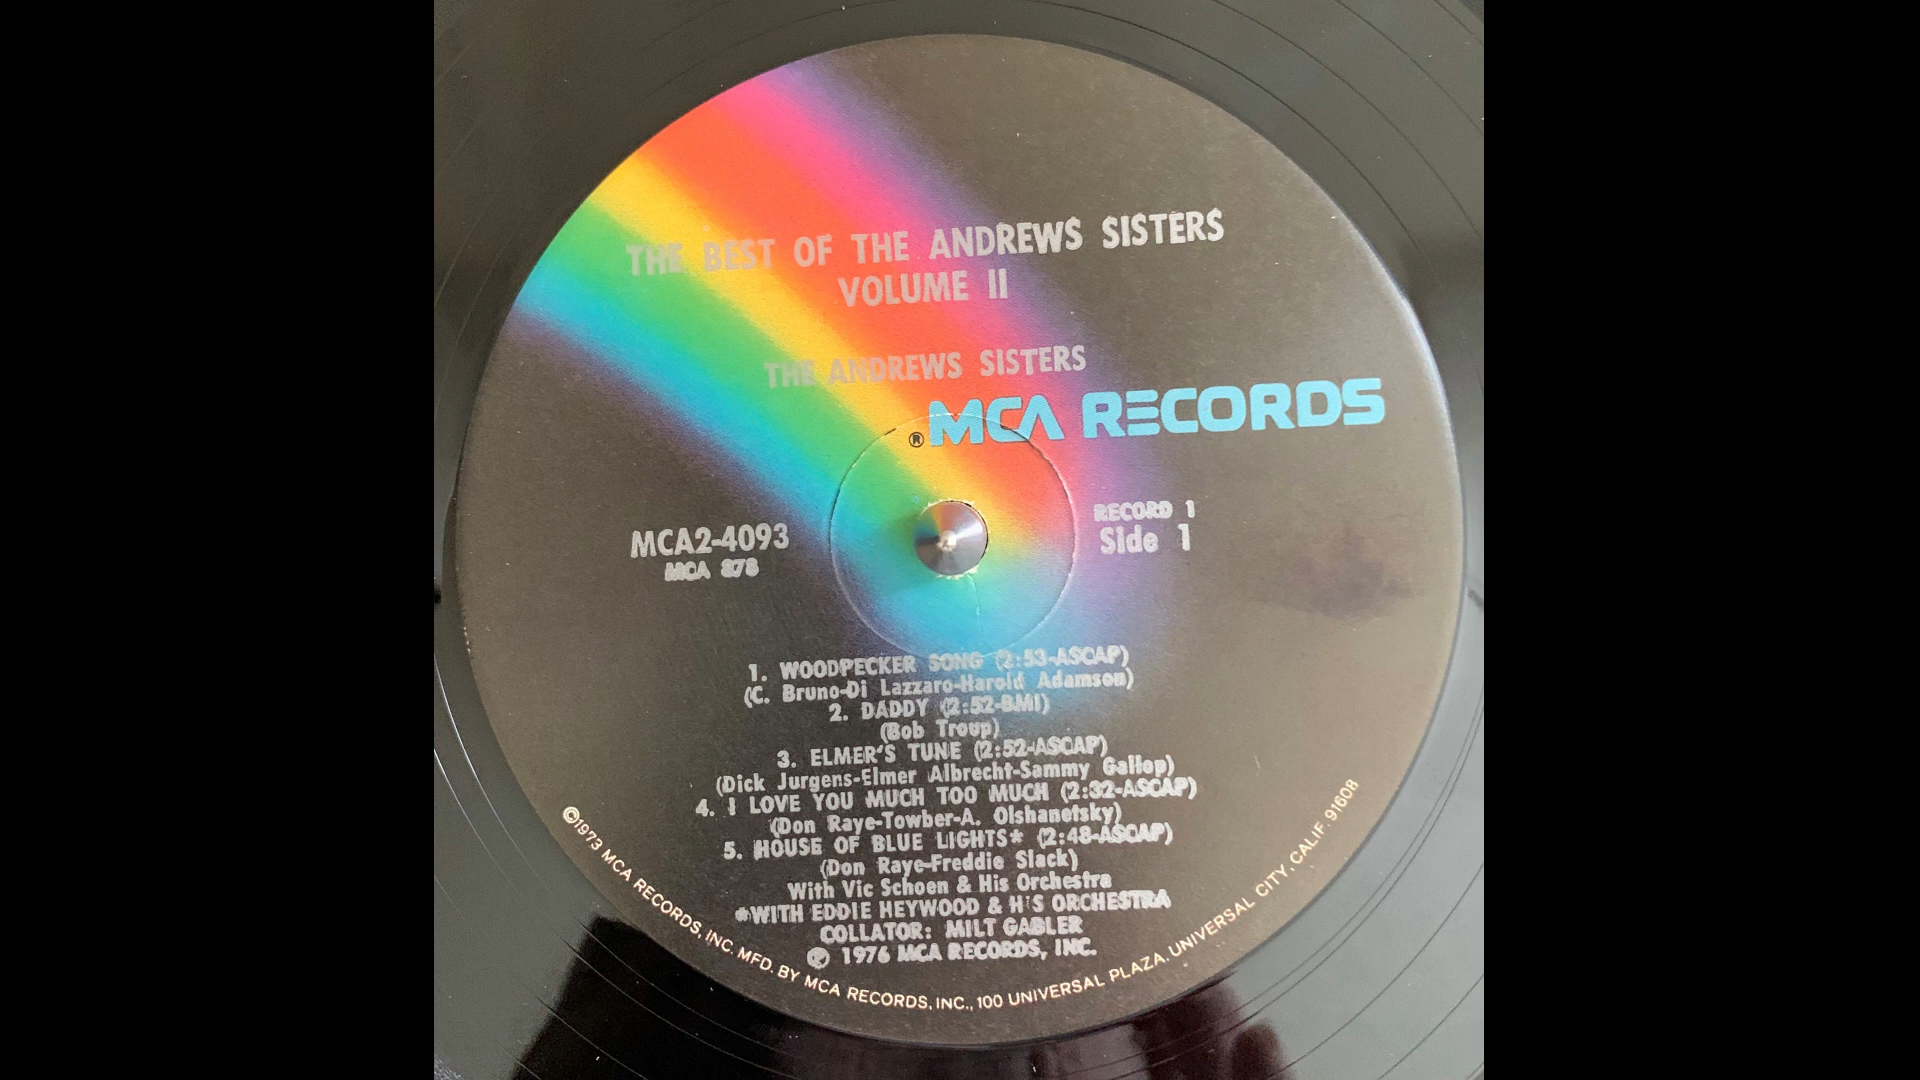 THE BEST OF THE ANDREWS SISTERS
VOLUME II
THE ANDREWS SISTERS
®MCA RECORDS
MCA2-4093
MCA 878
RECORD 1
Side 1
1. WOODPECKER SONG (2:53-ASCAP)
(C. Bruno-Di Lazzaro-Harold Adamson)
2. DADDY (2:52-BMI)
(Bob Troup)
3. ELMER'S TUNE (2:52-ASCAP)
(Dick Jurgens-Elmer Albrecht-Sammy Gallop)
4. I LOVE YOU MUCH TOO MUCH (2:32-ASCAP)
(Don Raye-Towber-A. Olshanetsky)
5. HOUSE OF BLUE LIGHTS* (2:48-ASCAP)
(Don Raye-Freddie Slack)
With Vic Schoen & His Orchestra
*WITH EDDIE HEYWOOD & HIS ORCHESTRA
COLLATOR: MILT GABLER
℗ 1976 MCA RECORDS, INC.
©1973 MCA RECORDS, INC. MFD. BY MCA RECORDS, INC., 100 UNIVERSAL PLAZA, UNIVERSAL CITY, CALIF. 91608